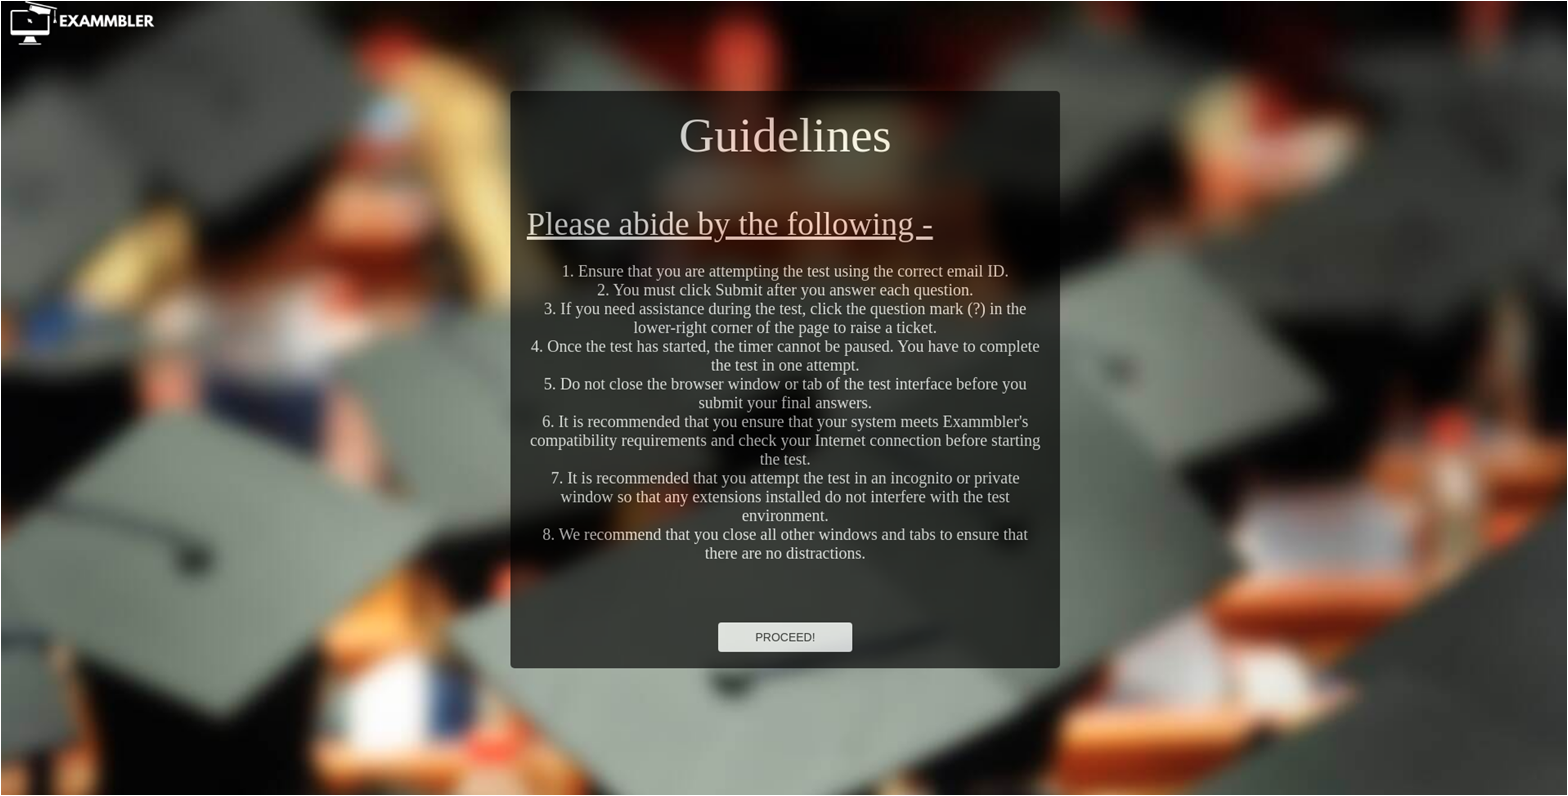 EXAMMBLER
Guidelines
Please abide by the following -
1. Ensure that you are attempting the test using the correct email ID.
2. You must click Submit after you answer each question.
3. If you need assistance during the test, click the question mark (?) in the
lower-right corner of the page to raise a ticket.
4. Once the test has started, the timer cannot be paused. You have to complete
the test in one attempt.
5. Do not close the browser window or tab of the test interface before you
submit your final answers.
6. It is recommended that you ensure that your system meets Exammbler's
compatibility requirements and check your Internet connection before starting
the test.
7. It is recommended that you attempt the test in an incognito or private
window so that any extensions installed do not interfere with the test
environment.
8. We recommend that you close all other windows and tabs to ensure that
there are no distractions.
PROCEED!